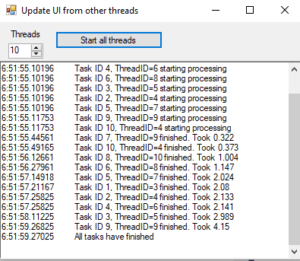 Update UI from other threads
Threads
10
Start all threads
6:51:55.10196 Task ID 4, ThreadID=6 starting processing
6:51:55.10196 Task ID 6, ThreadID=8 starting processing
6:51:55.10196 Task ID 3, ThreadID=5 starting processing
6:51:55.10196 Task ID 2, ThreadID=4 starting processing
6:51:55.10196 Task ID 5, ThreadID=7 starting processing
6:51:55.11753 Task ID 9, ThreadID=9 starting processing
6:51:55.11753 Task ID 10, ThreadID=4 starting processing
6:51:55.44561 Task ID 7, ThreadID=9 finished. Took 0.322
6:51:55.49165 Task ID 10, ThreadID=4 finished. Took 0.373
6:51:56.12661 Task ID 8, ThreadID=10 finished. Took 1.004
6:51:56.27961 Task ID 6, ThreadID=8 finished. Took 1.147
6:51:57.14918 Task ID 5, ThreadID=7 finished. Took 2.024
6:51:57.21167 Task ID 1, ThreadID=3 finished. Took 2.08
6:51:57.25825 Task ID 2, ThreadID=4 finished. Took 2.133
6:51:57.25825 Task ID 4, ThreadID=6 finished. Took 2.141
6:51:58.11225 Task ID 3, ThreadID=5 finished. Took 2.989
6:51:59.26825 Task ID 9, ThreadID=9 finished. Took 4.15
6:51:59.27025 All tasks have finished